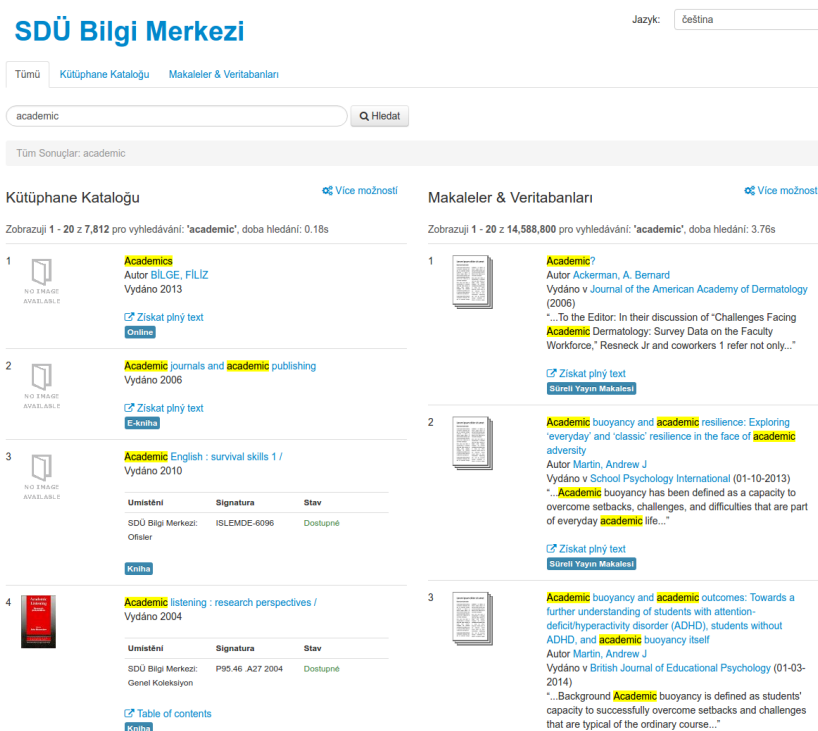 SDÜ Bilgi Merkezi
Jazyk: čeština
Tümü Kütüphane Kataloğu Makaleler & Veritabanları
academic Hledat
Tüm Sonuçlar: academic
Kütüphane Kataloğu
Více možností
Zobrazuji 1 - 20 z 7,812 pro vyhledávání: 'academic', doba hledání: 0.18s
1
NO IMAGE
AVAILABLE
Academics
Autor BİLGE, FİLİZ
Vydáno 2013
Získat plný text
Online
2
NO IMAGE
AVAILABLE
Academic journals and academic publishing
Vydáno 2006
Získat plný text
E-kniha
3
NO IMAGE
AVAILABLE
Academic English : survival skills 1 /
Vydáno 2010
Umístění Signatura Stav
SDÜ Bilgi Merkezi: ISLEMDE-6096 Dostupné
Ofisler
Kniha
4
Academic
Listening
Academic listening : research perspectives /
Vydáno 2004
Umístění Signatura Stav
SDÜ Bilgi Merkezi: P95.46 .A27 2004 Dostupné
Genel Koleksiyon
Table of contents
Kniha
Makaleler & Veritabanları
Více možnost
Zobrazuji 1 - 20 z 14,588,800 pro vyhledávání: 'academic', doba hledání: 3.76s
1
Academic?
Autor Ackerman, A. Bernard
Vydáno v Journal of the American Academy of Dermatology
(2006)
“...To the Editor: In their discussion of “Challenges Facing
Academic Dermatology: Survey Data on the Faculty
Workforce,” Resneck Jr and coworkers 1 refer not only...”
Získat plný text
Süreli Yayın Makalesi
2
Academic buoyancy and academic resilience: Exploring
‘everyday’ and ‘classic’ resilience in the face of academic
adversity
Autor Martin, Andrew J
Vydáno v School Psychology International (01-10-2013)
“...Academic buoyancy has been defined as a capacity to
overcome setbacks, challenges, and difficulties that are part
of everyday academic life...”
Získat plný text
Süreli Yayın Makalesi
3
Academic buoyancy and academic outcomes: Towards a
further understanding of students with attention-
deficit/hyperactivity disorder (ADHD), students without
ADHD, and academic buoyancy itself
Autor Martin, Andrew J
Vydáno v British Journal of Educational Psychology (01-03-
2014)
“...Background Academic buoyancy is defined as students'
capacity to successfully overcome setbacks and challenges
that are typical of the ordinary course...”